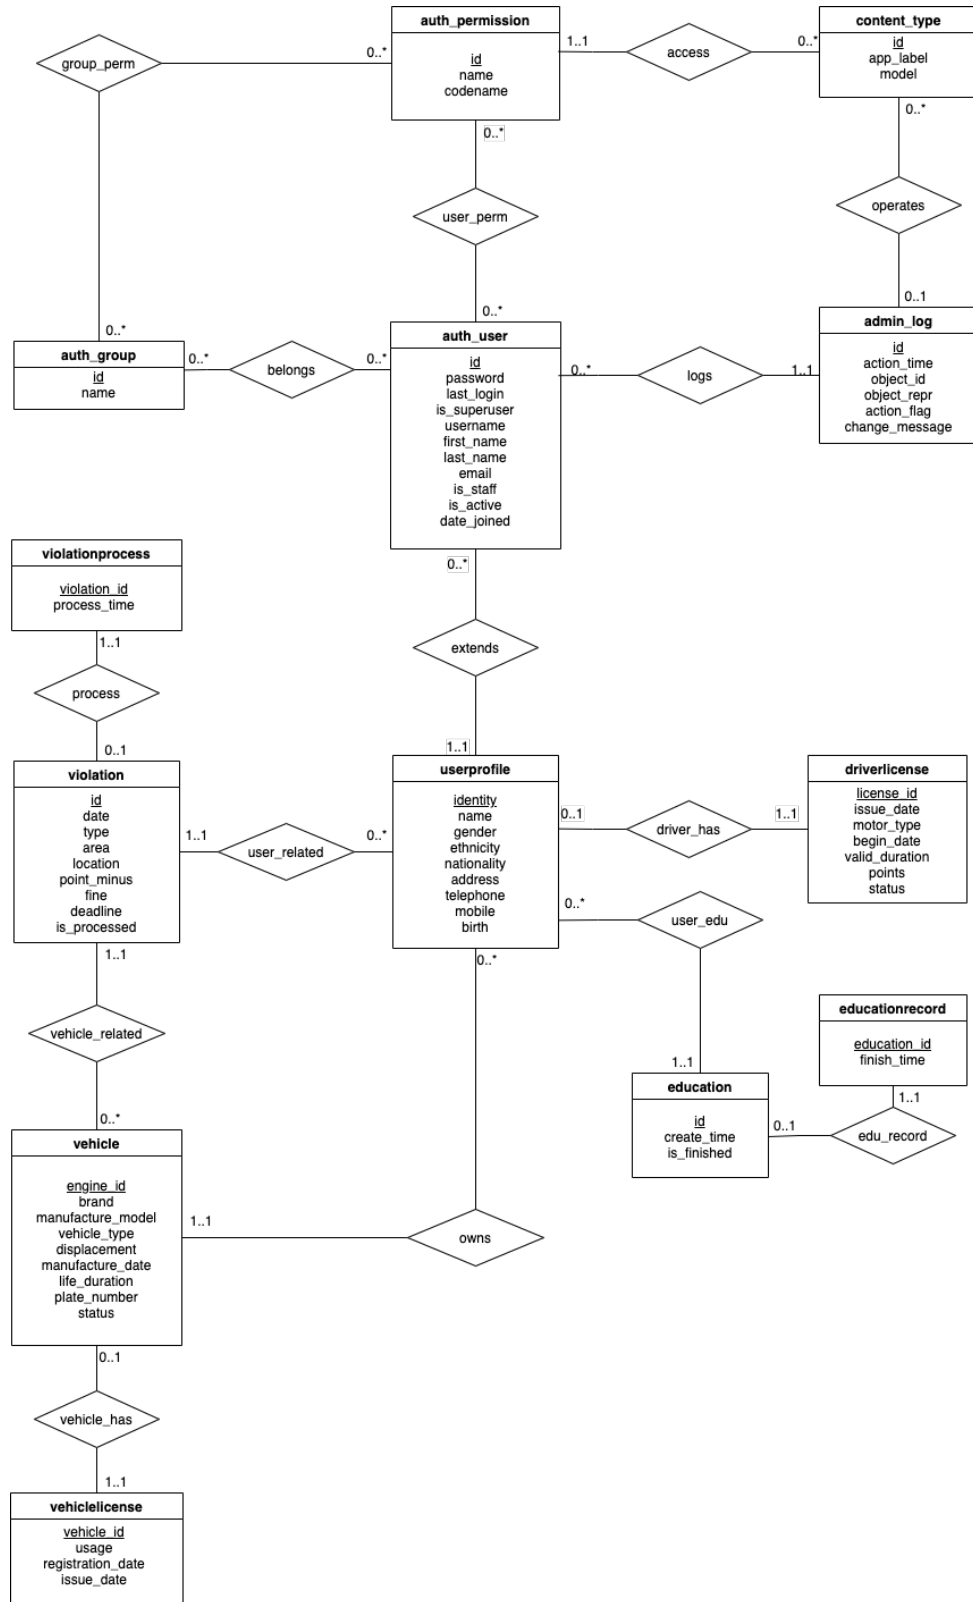 auth_permission
id
name
codename
content_type
id
app_label
model
group_perm
0..*
1..1
access
0..*
0..*
0..*
user_perm
operates
0..*
0..*
0..1
auth_group
id
name
0..*
belongs
0..*
auth_user
id
password
last_login
is_superuser
username
first_name
last_name
email
is_staff
is_active
date_joined
0..*
logs
1..1
admin_log
id
action_time
object_id
object_repr
action_flag
change_message
violationprocess
violation_id
process_time
0..*
1..1
extends
process
0..1
1..1
violation
id
date
type
area
location
point_minus
fine
deadline
is_processed
1..1
user_related
0..*
userprofile
identity
name
gender
ethnicity
nationality
address
telephone
mobile
birth
0..1
driver_has
1..1
driverlicense
license_id
issue_date
motor_type
begin_date
valid_duration
points
status
0..*
user_edu
1..1
0..*
vehicle_related
educationrecord
education_id
finish_time
1..1
1..1
education
id
create_time
is_finished
0..1
edu_record
0..*
vehicle
engine_id
brand
manufacture_model
vehicle_type
displacement
manufacture_date
life_duration
plate_number
status
1..1
owns
0..1
vehicle_has
1..1
vehiclelicense
vehicle_id
usage
registration_date
issue_date